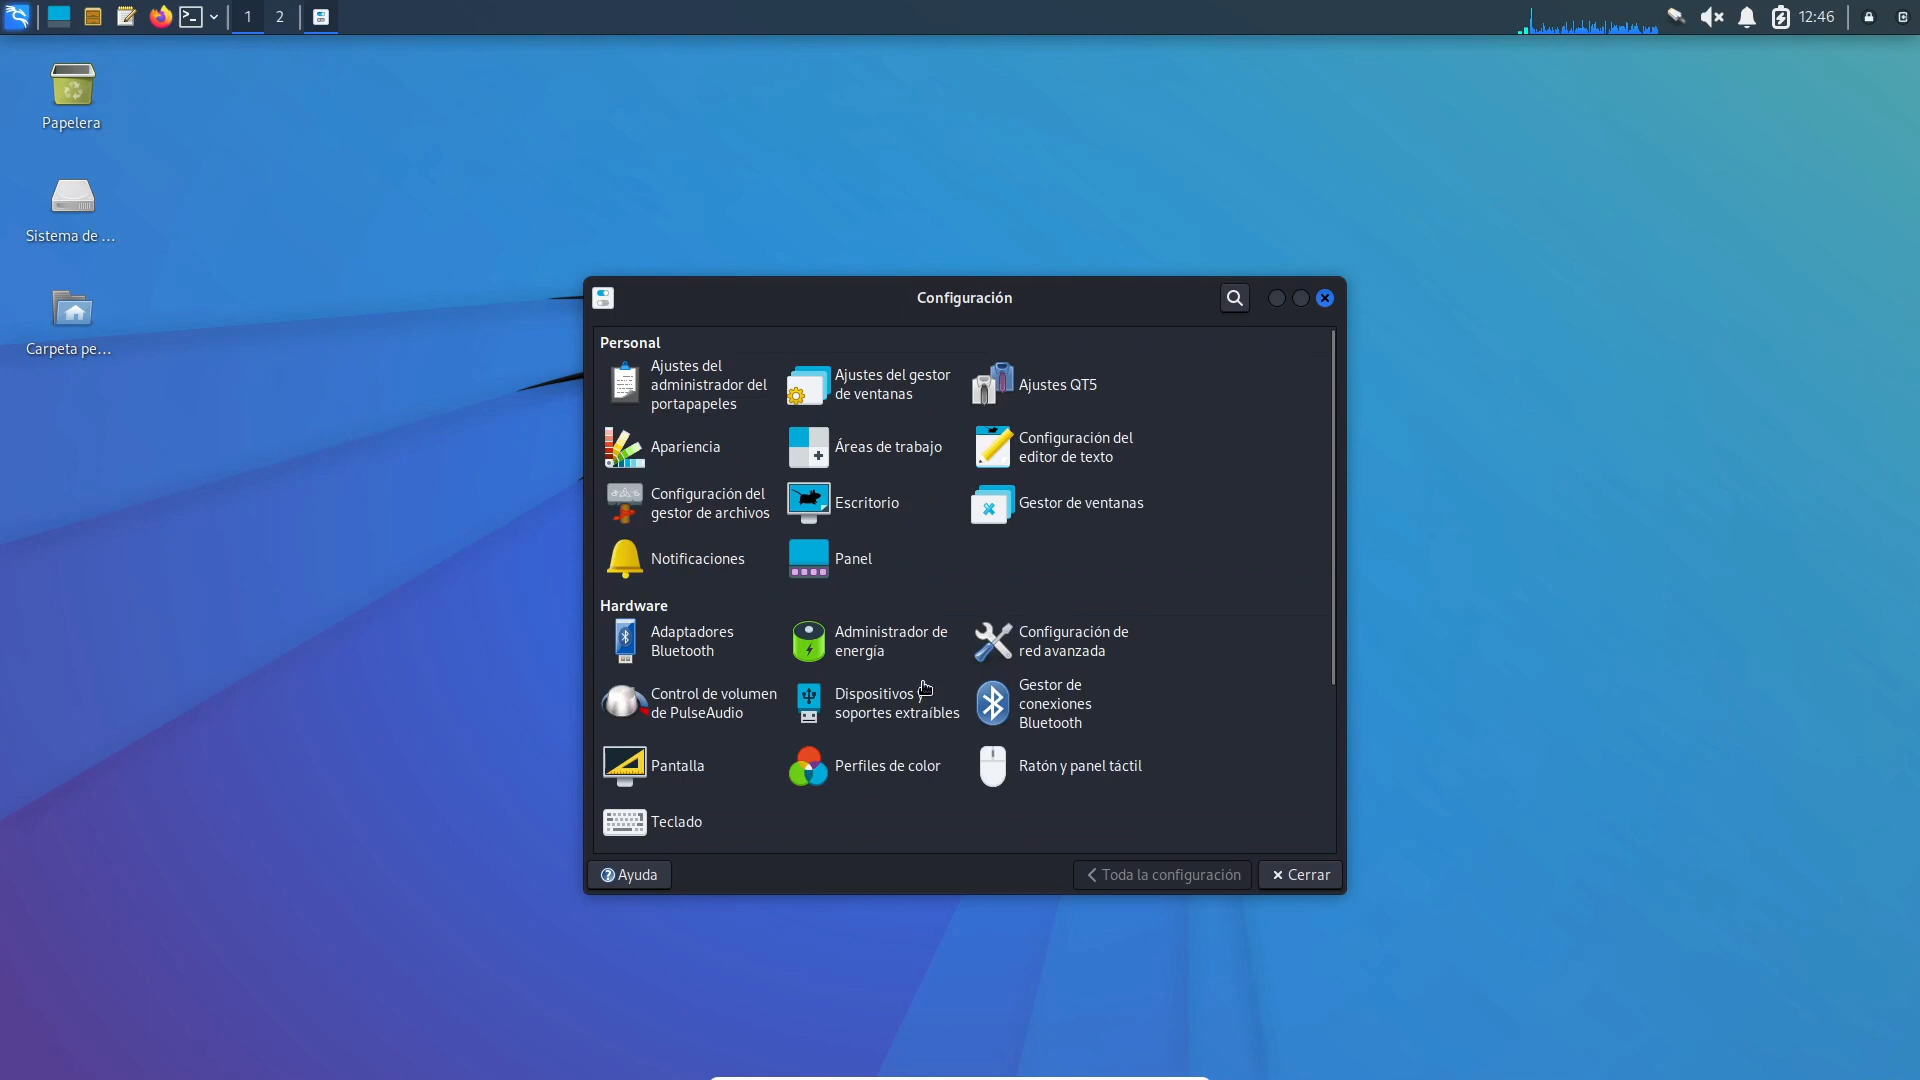 1
2
12:46
Papelera
Sistema de ...
Carpeta pe...
Configuración
Personal
Ajustes del
administrador del
portapapeles
Ajustes del gestor
de ventanas
Ajustes QT5
Apariencia
Áreas de trabajo
Configuración del
editor de texto
Configuración del
gestor de archivos
Escritorio
Gestor de ventanas
Notificaciones
Panel
Hardware
Adaptadores
Bluetooth
Administrador de
energía
Configuración de
red avanzada
Control de volumen
de PulseAudio
Dispositivos y
soportes extraíbles
Gestor de
conexiones
Bluetooth
Pantalla
Perfiles de color
Ratón y panel táctil
Teclado
Ayuda
Toda la configuración
Cerrar